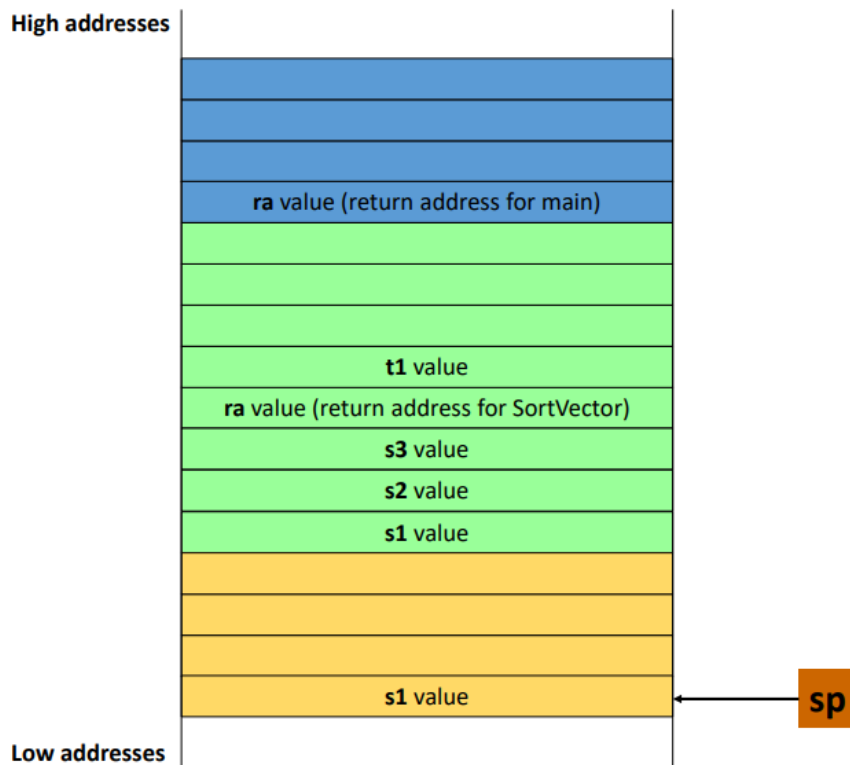 High addresses
ra value (return address for main)
t1 value
ra value (return address for SortVector)
s3 value
s2 value
s1 value
s1 value
sp
Low addresses